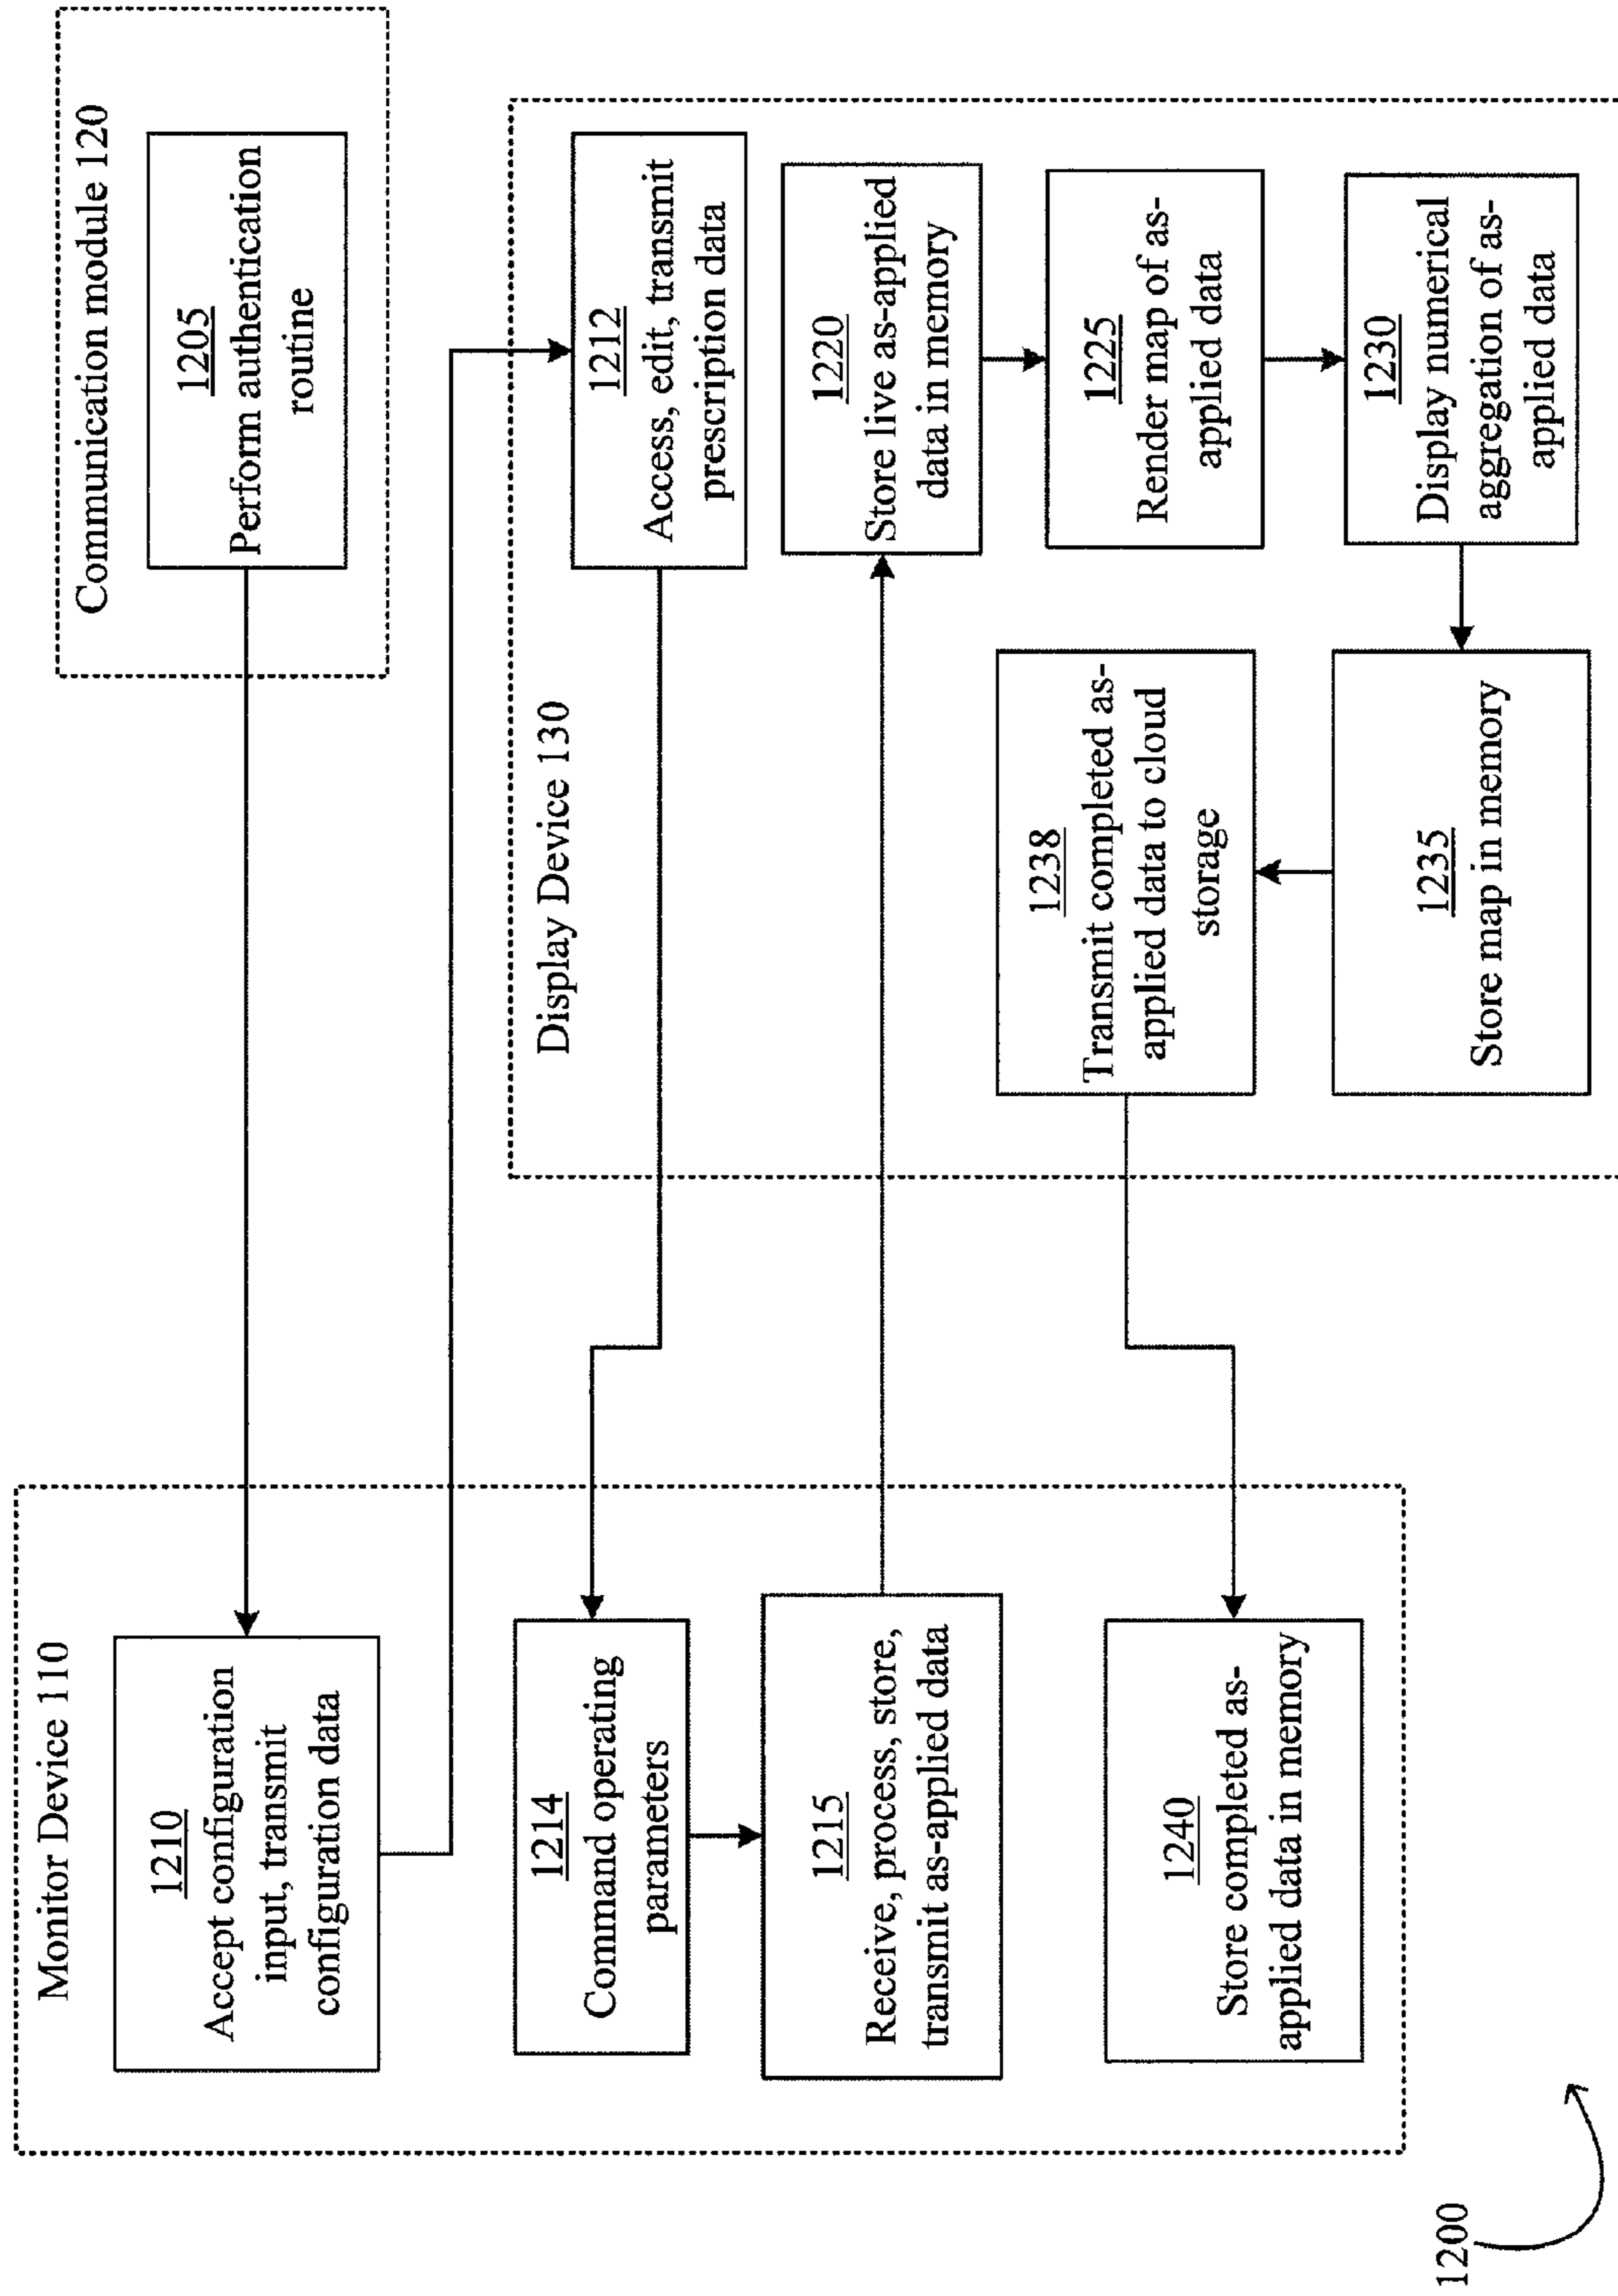 Monitor Device 110
1210
Accept configuration
input, transmit
configuration data
1214
Command operating
parameters
1215
Receive, process, store,
transmit as-applied data
1240
Store completed as-
applied data in memory
Communication module 120
1205
Perform authentication
routine
Display Device 130
1212
Access, edit, transmit
prescription data
1220
Store live as-applied
data in memory
1225
Render map of as-
applied data
1230
Display numerical
aggregation of as-
applied data
1235
Store map in memory
1238
Transmit completed as-
applied data to cloud
storage
1200